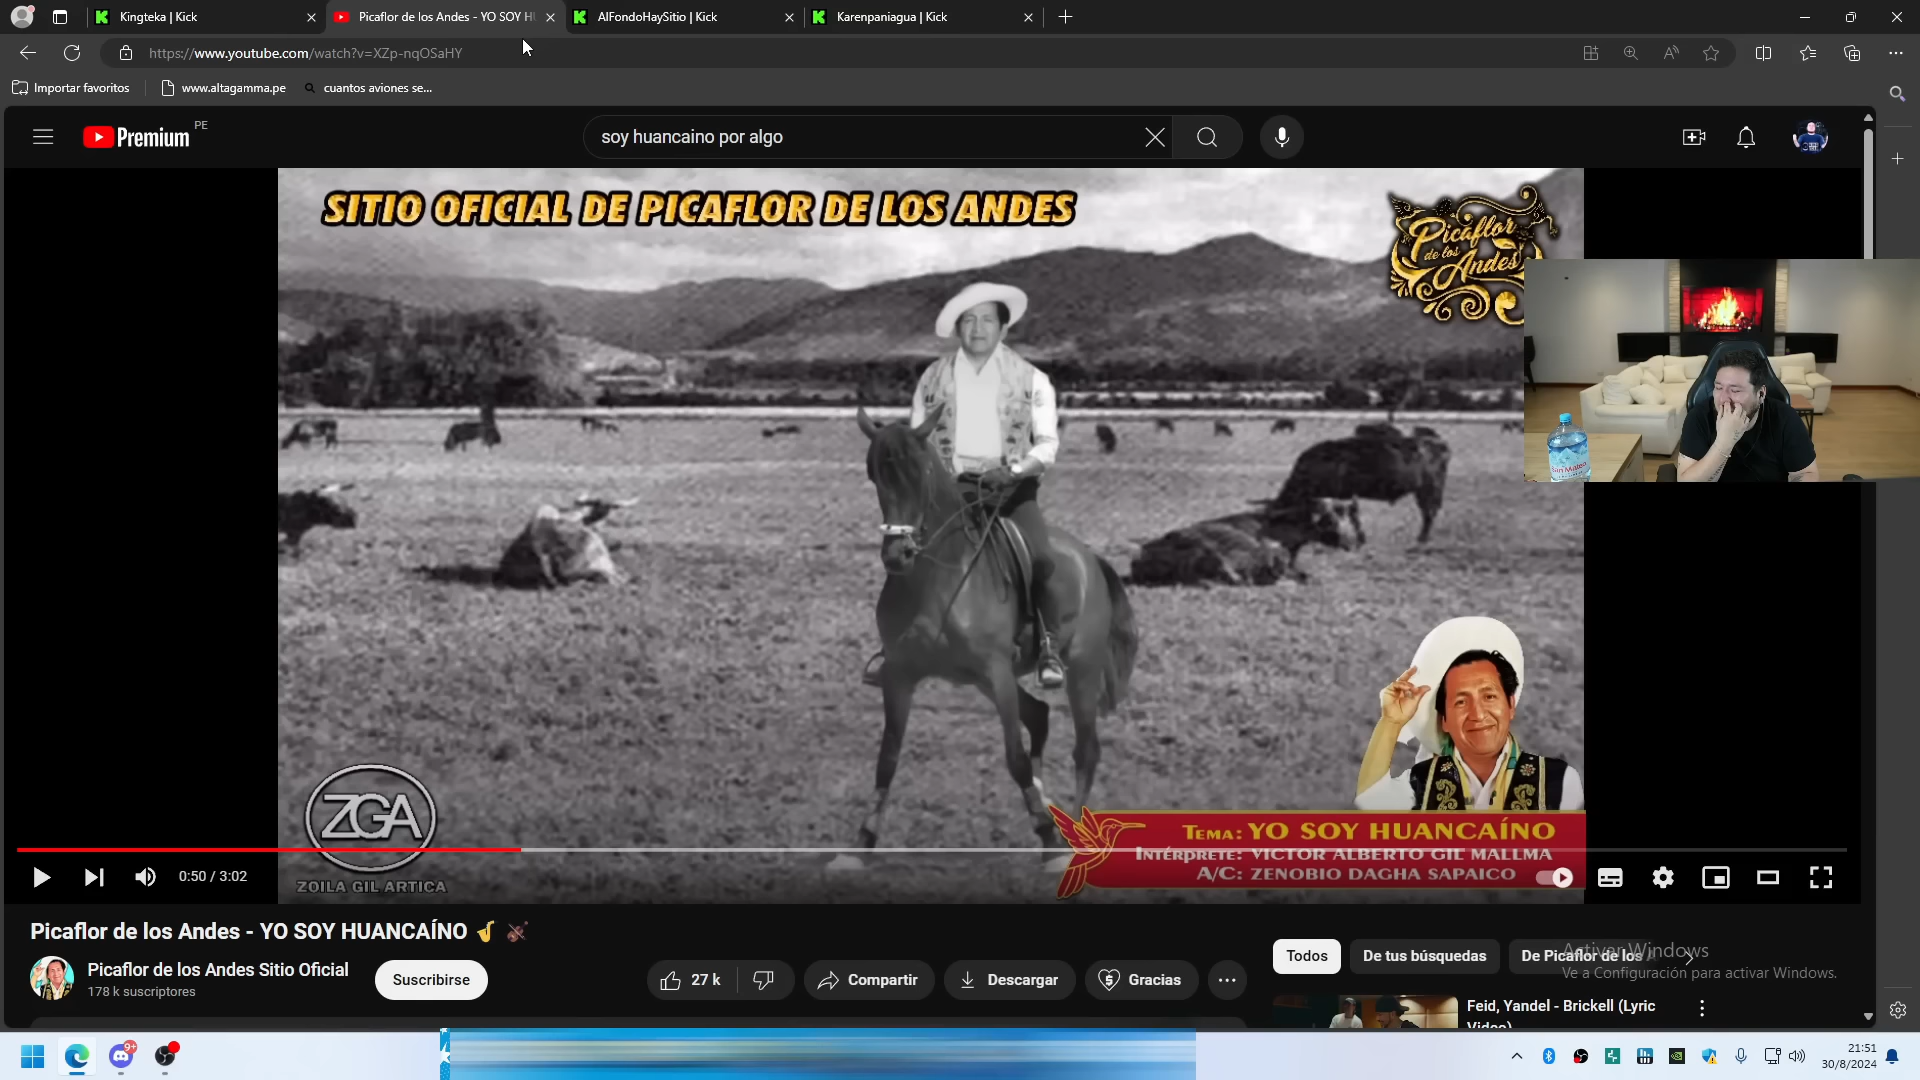 Kingteka | Kick
Picaflor de los Andes - YO SOY H
AlFondoHaySitio | Kick
Karenpaniagua | Kick
https://www.youtube.com/watch?v=XZp-nqOSaHY
Importar favoritos
www.altagamma.pe
cuantos aviones se...
Premium
PE
soy huancaino por algo
SITIO OFICIAL DE PICAFLOR DE LOS ANDES
Picaflor
de los
Andes
San Mateo
ZGA
ZOILA GIL ARTICA
TEMA: YO SOY HUANCAÍNO
INTÉRPRETE: VICTOR ALBERTO GIL MALLMA
A/C: ZENOBIO DAGHA SAPAICO
0:50 / 3:02
Picaflor de los Andes - YO SOY HUANCAÍNO
Picaflor de los Andes Sitio Oficial
178 k suscriptores
Suscribirse
27 k
Compartir
Descargar
Gracias
Todos
De tus búsquedas
De Picaflor de los
Activar Windows
Ve a Configuración para activar Windows.
Feid, Yandel - Brickell (Lyric
Video)
9+
21:51
30/8/2024